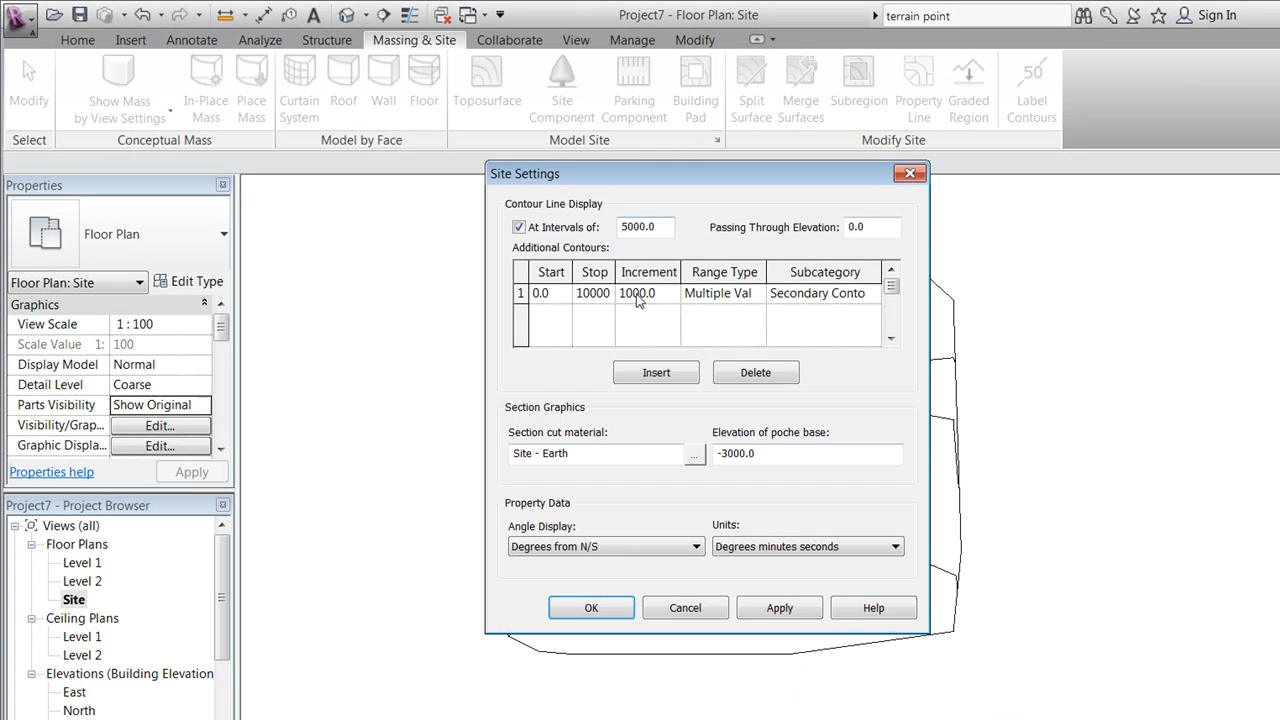 Project7 - Floor Plan: Site
terrain point
Sign In
Home Insert Annotate Analyze Structure Massing & Site Collaborate View Manage Modify
Modify
Show Mass
by View Settings
In-Place
Mass
Place
Mass
Curtain
System
Roof
Wall
Floor
Toposurface
Site
Component
Parking
Component
Building
Pad
Split
Surface
Merge
Surfaces
Subregion
Property
Line
Graded
Region
50
Label
Contours
Select
Conceptual Mass
Model by Face
Model Site
Modify Site
Properties
Floor Plan
Floor Plan: Site
Edit Type
Graphics
View Scale 1 : 100
Scale Value 1: 100
Display Model Normal
Detail Level Coarse
Parts Visibility Show Original
Visibility/Grap... Edit...
Graphic Displa... Edit...
Properties help
Apply
Project7 - Project Browser
Views (all)
Floor Plans
Level 1
Level 2
Site
Ceiling Plans
Level 1
Level 2
Elevations (Building Elevation
East
North
Site Settings
Contour Line Display
At Intervals of: 5000.0 Passing Through Elevation: 0.0
Additional Contours:
Start Stop Increment Range Type Subcategory
1 0.0 10000 1000.0 Multiple Val Secondary Conto
Insert Delete
Section Graphics
Section cut material: Elevation of poche base:
Site - Earth ... -3000.0
Property Data
Angle Display: Units:
Degrees from N/S Degrees minutes seconds
OK Cancel Apply Help